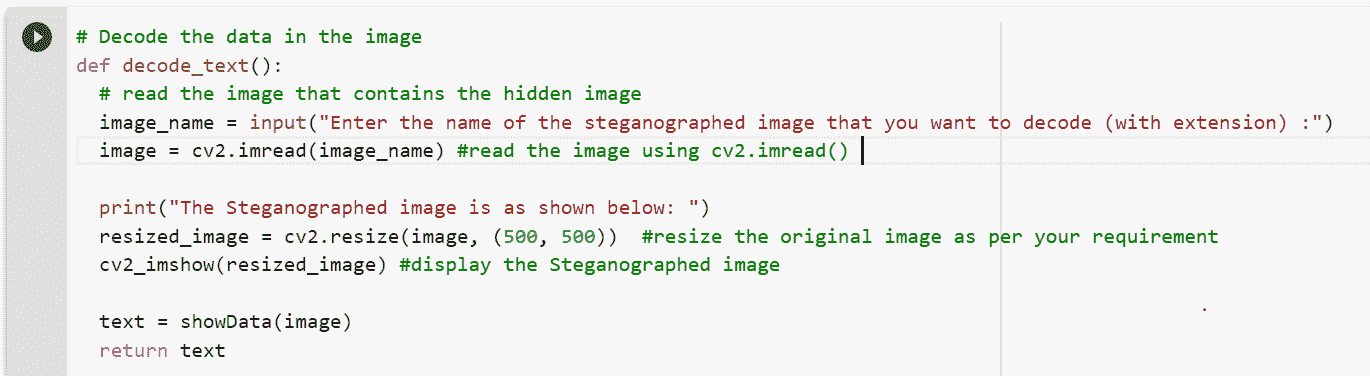 # Decode the data in the image
def decode_text():
  # read the image that contains the hidden image
  image_name = input("Enter the name of the steganographed image that you want to decode (with extension) :")
  image = cv2.imread(image_name) #read the image using cv2.imread()
  print("The Steganographed image is as shown below: ")
  resized_image = cv2.resize(image, (500, 500))  #resize the original image as per your requirement
  cv2_imshow(resized_image) #display the Steganographed image
  text = showData(image)
  return text